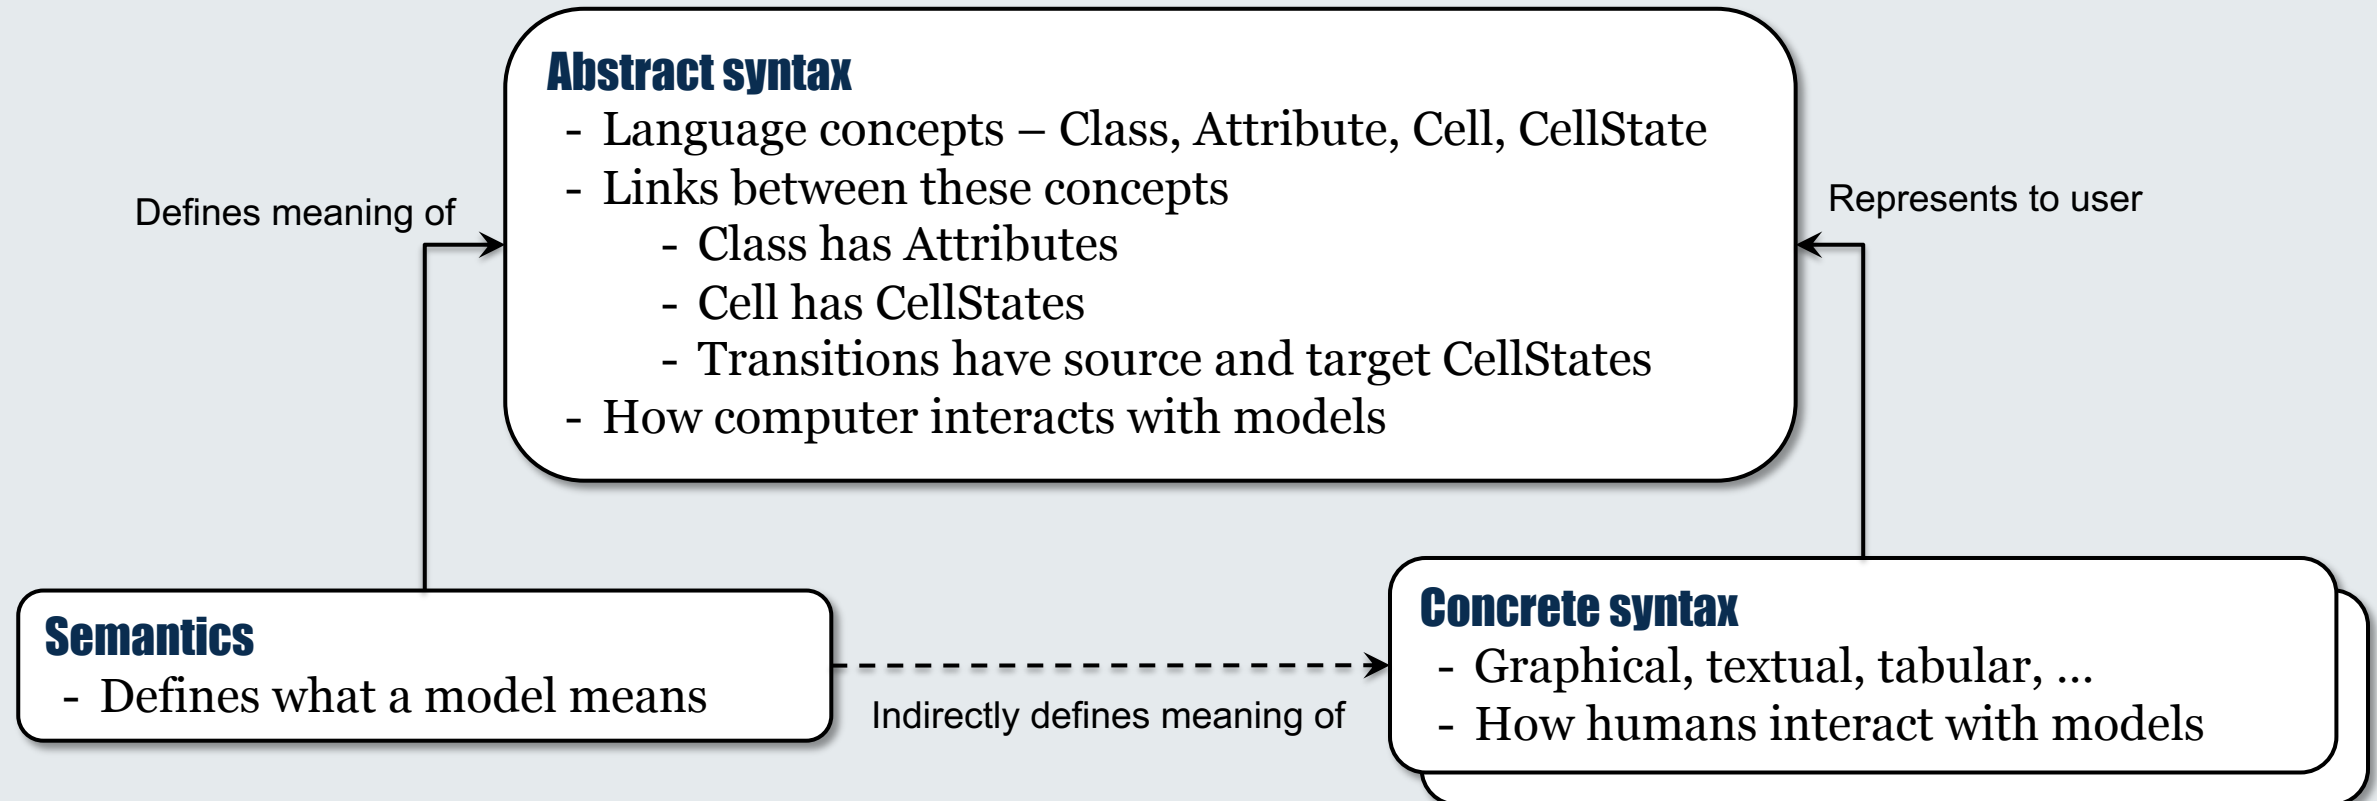 Abstract syntax
- Language concepts – Class, Attribute, Cell, CellState
- Links between these concepts
- Class has Attributes
- Cell has CellStates
- Transitions have source and target CellStates
- How computer interacts with models
Defines meaning of
Represents to user
Semantics
- Defines what a model means
Indirectly defines meaning of
Concrete syntax
- Graphical, textual, tabular, ...
- How humans interact with models